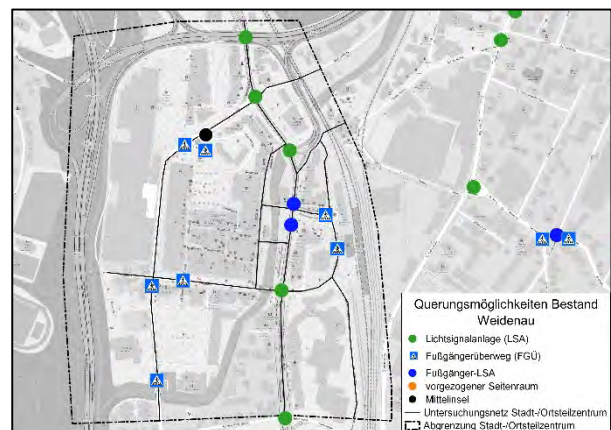 Querungsmöglichkeiten Bestand
Weidenau
Lichtsignalanlage (LSA)
Fußgängerüberweg (FGÜ)
Fußgänger-LSA
vorgezogener Seitenraum
Mittelinsel
Untersuchungsnetz Stadt-/Ortsteilzentrum
Abgrenzung Stadt-/Ortsteilzentrum